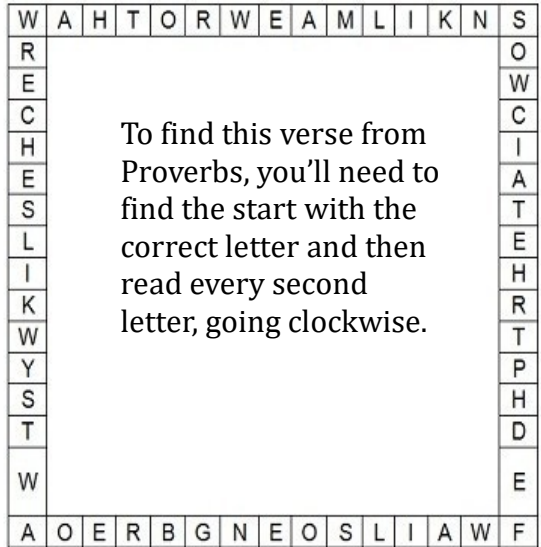 W A H T O R W E A M L I K N S
R E C H E S L I K W Y S T W
To find this verse from
Proverbs, you’ll need to
find the start with the
correct letter and then
read every second
letter, going clockwise.
O W C I A T E H R T P H D E
A O E R B G N E O S L I A W F